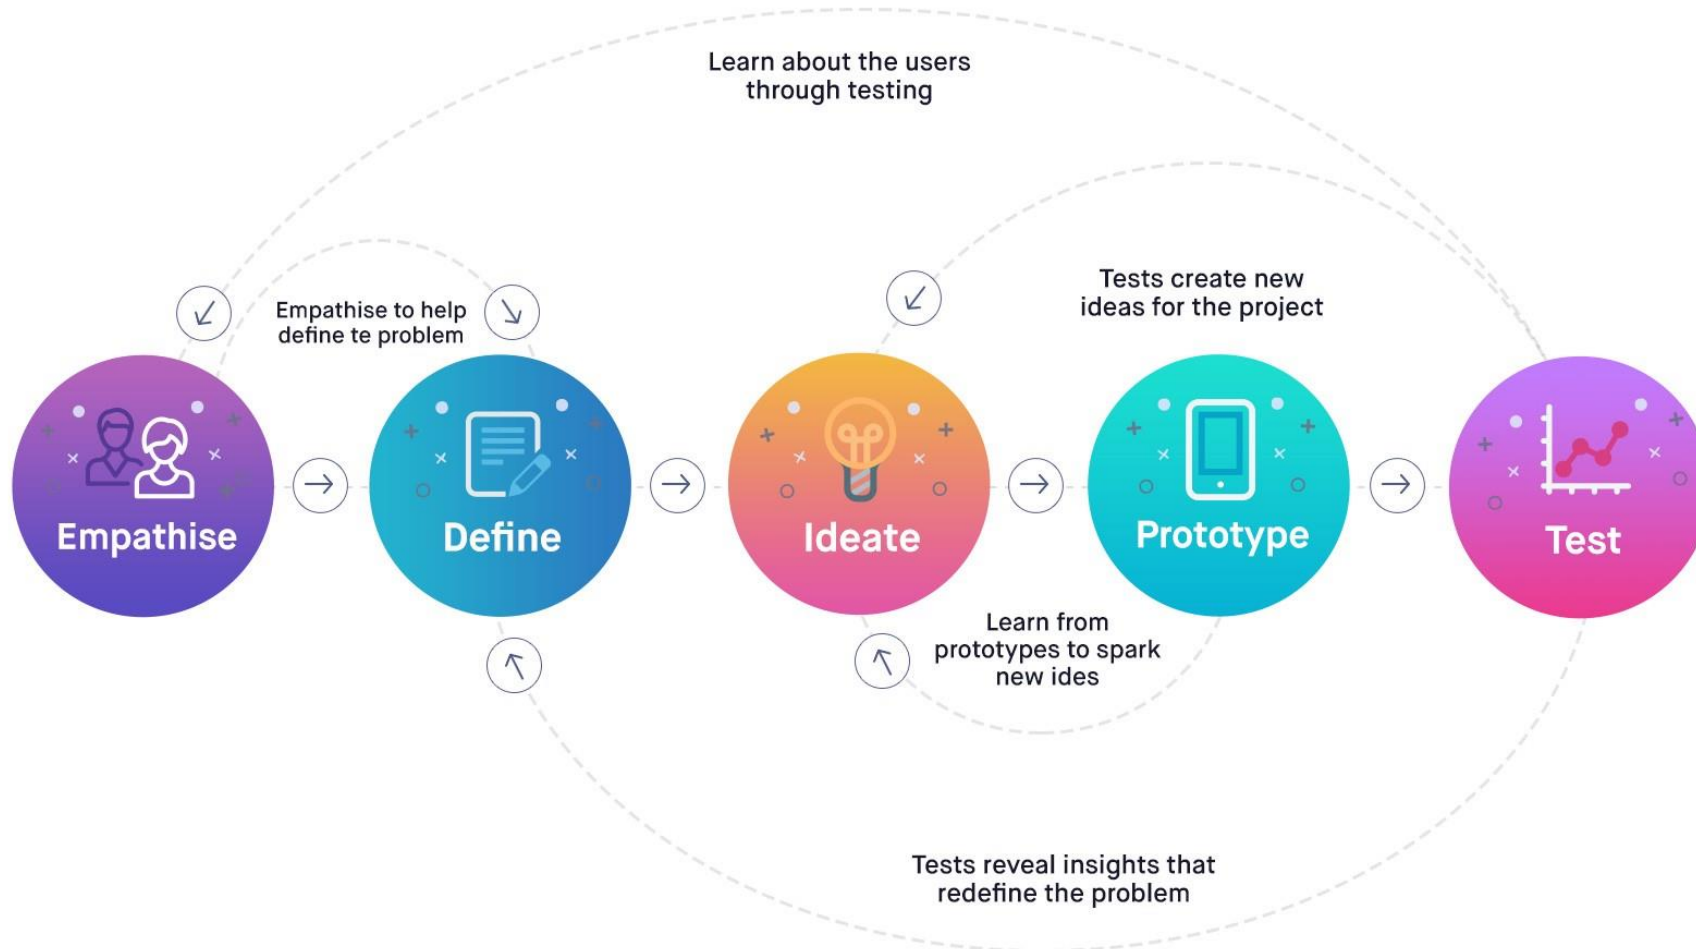 Learn about the users
through testing
Tests create new
ideas for the project
Empathise to help
define te problem
Empathise
Define
Ideate
Prototype
Test
Learn from
prototypes to spark
new ides
Tests reveal insights that
redefine the problem